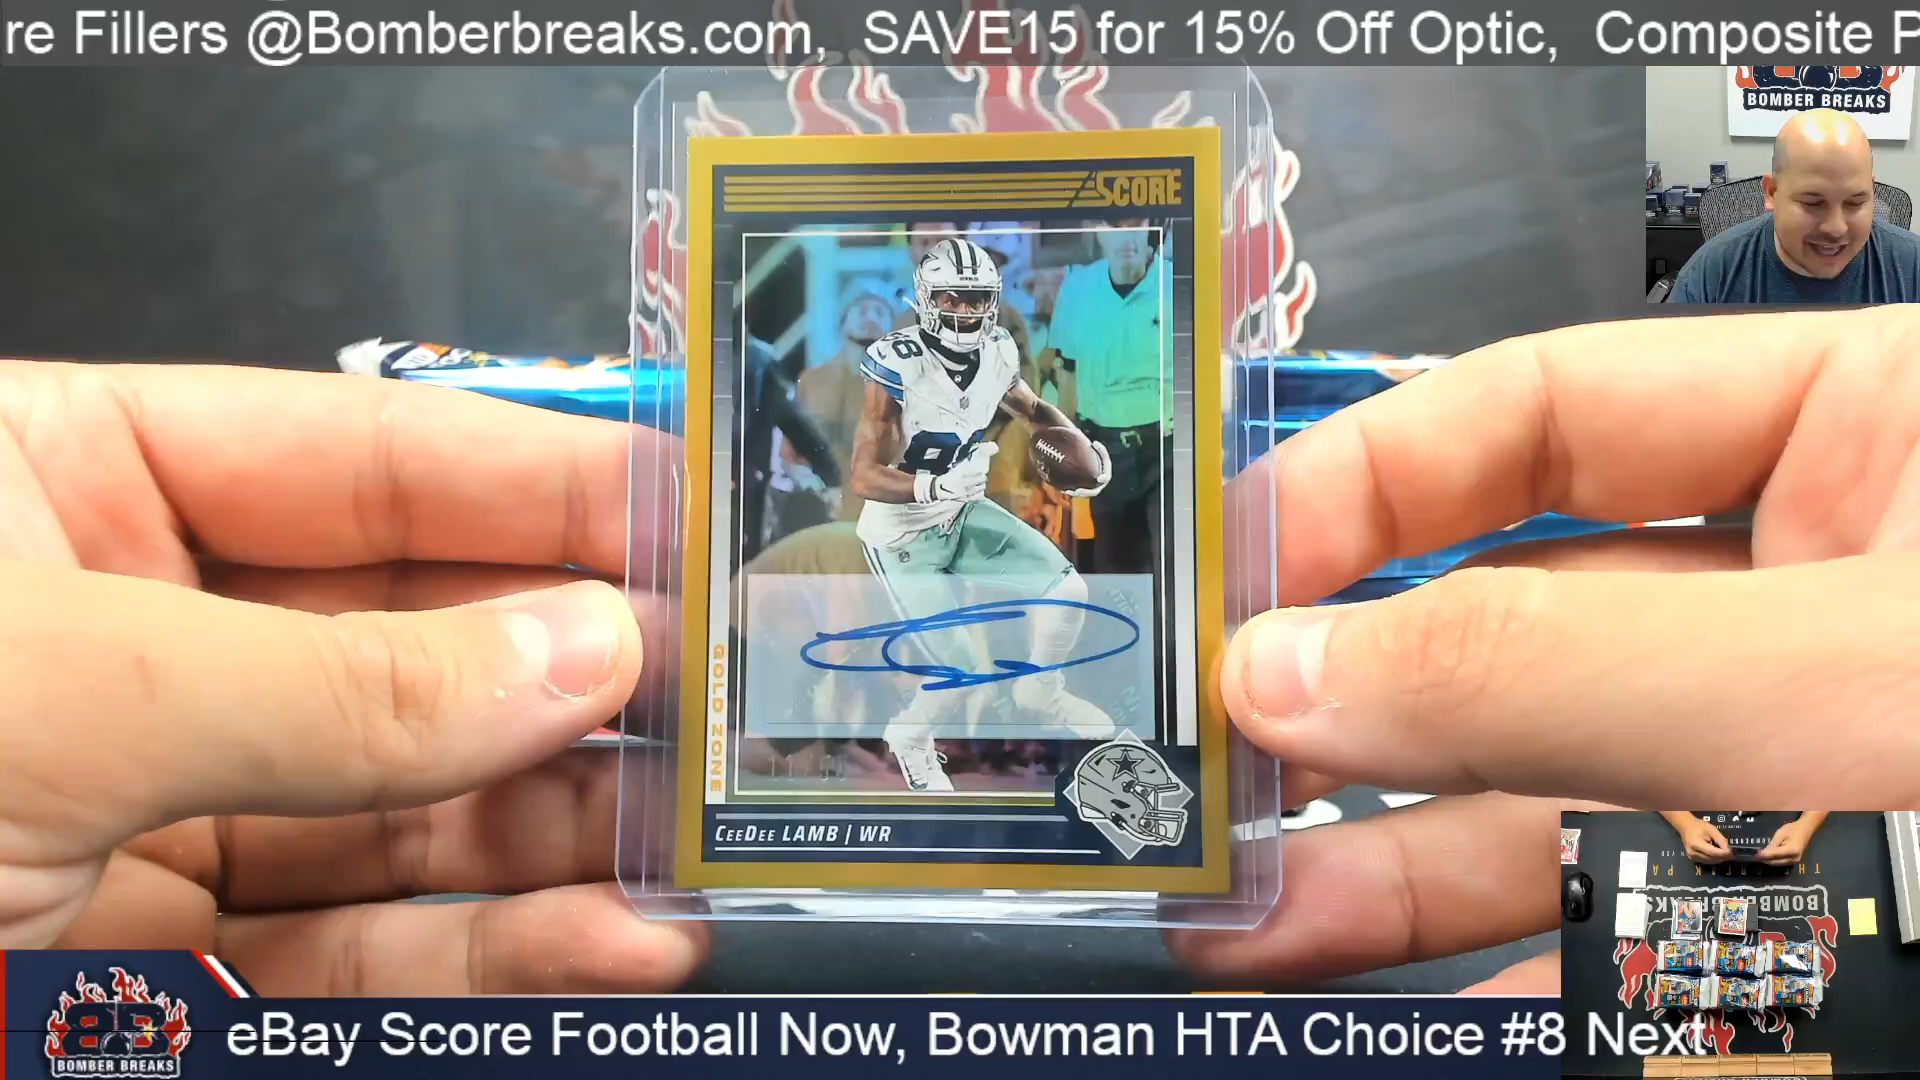 re Fillers @Bomberbreaks.com, SAVE15 for 15% Off Optic, Composite P
BOMBER BREAKS
SCORE
88
GOLD ZONE
CEEDEE LAMB | WR
BOMBER BREAKS
eBay Score Football Now, Bowman HTA Choice #8 Next